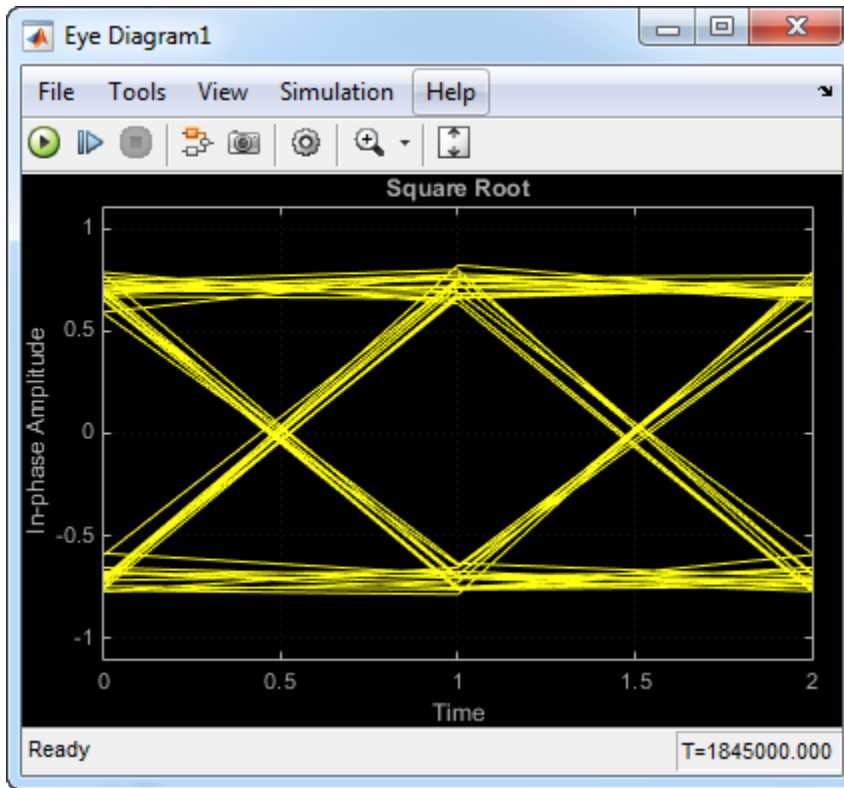 Eye Diagram1
File Tools View Simulation Help
Square Root
1
0.5
0
-0.5
-1
In-phase Amplitude
0 0.5 1 1.5 2
Time
Ready T=1845000.000